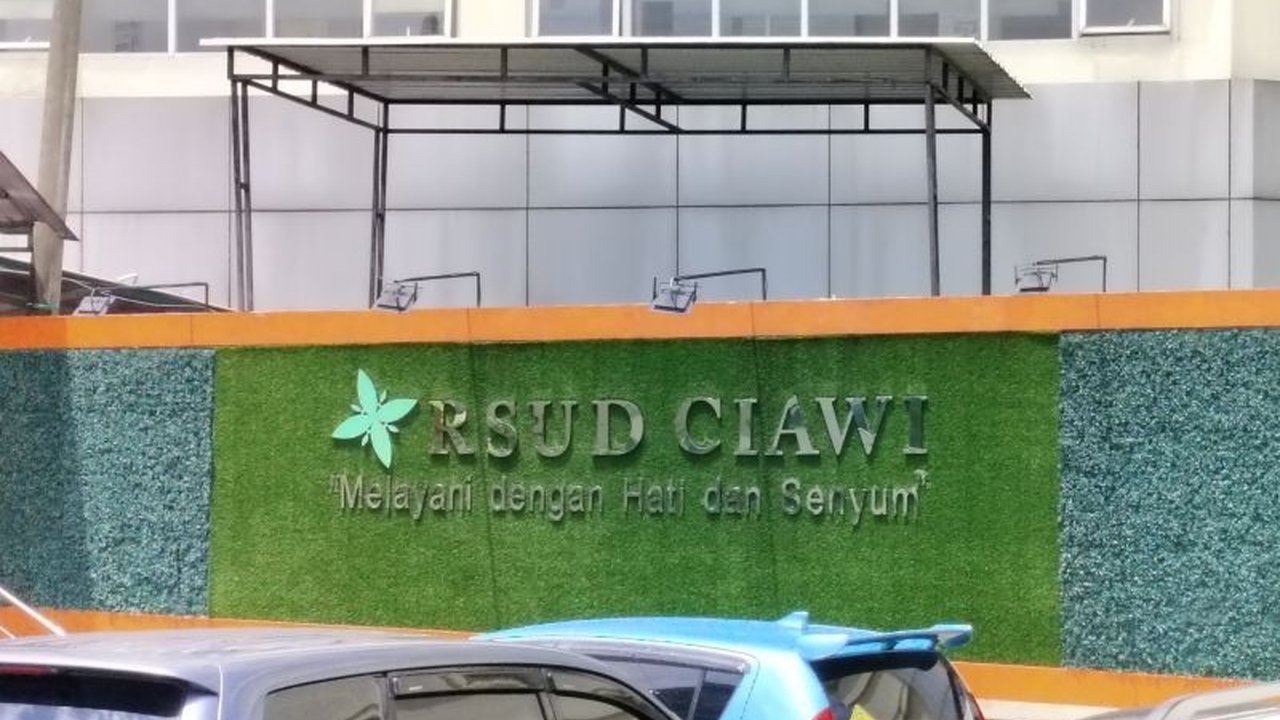 RSUD CIAWI
"Melayani dengan Hati dan Senyum"